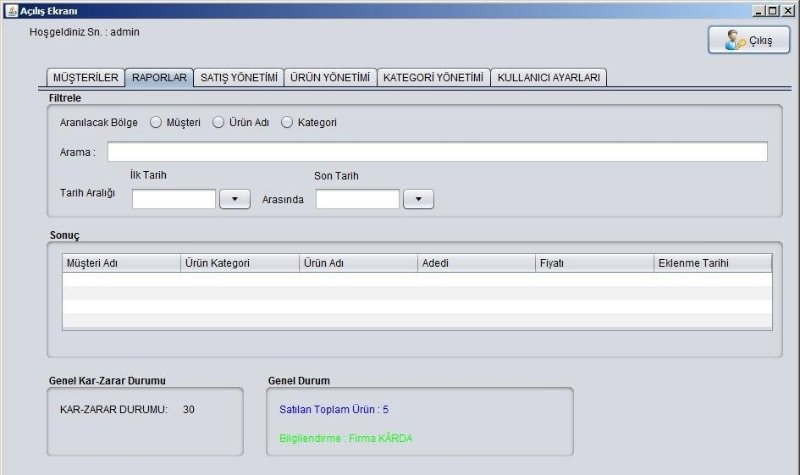 Açılış Ekranı
Hoşgeldiniz Sn. : admin
Çıkış
MÜŞTERİLER RAPORLAR SATIŞ YÖNETİMİ ÜRÜN YÖNETİMİ KATEGORİ YÖNETİMİ KULLANICI AYARLARI
Filtrele
Aranılacak Bölge Müşteri Ürün Adı Kategori
Arama :
İlk Tarih Son Tarih
Tarih Aralığı Arasında
Sonuç
Müşteri Adı Ürün Kategori Ürün Adı Adedi Fiyatı Eklenme Tarihi
Genel Kar-Zarar Durumu Genel Durum
KAR-ZARAR DURUMU: 30 Satılan Toplam Ürün : 5
Bilgilendirme : Firma KÂRDA